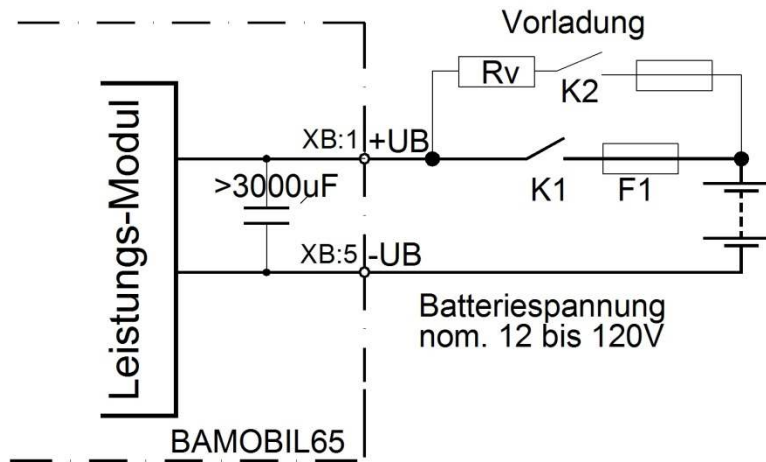 Vorladung
Rv
K2
XB:1 +UB
>3000uF
K1
F1
Leistungs-Modul
XB:5 -UB
Batteriespannung
nom. 12 bis 120V
BAMOBIL65